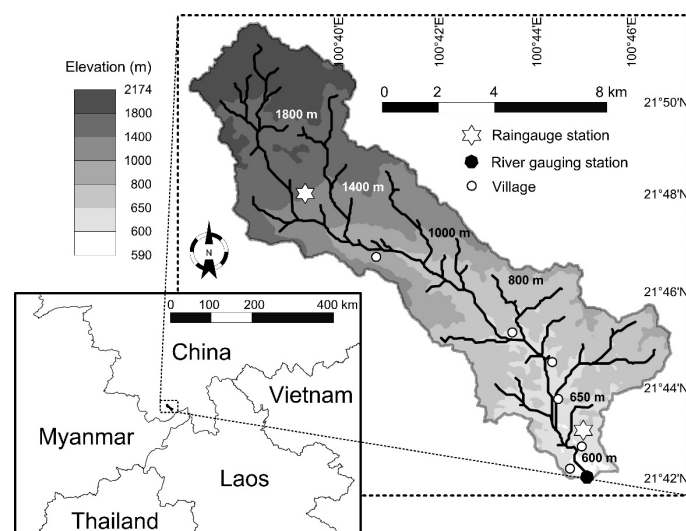 100°40'E
100°42'E
100°44'E
100°46'E
Elevation (m)
2174
1800
1400
1000
800
650
600
590
0 2 4 6 8 km
Raingauge station
River gauging station
Village
21°50'N
21°48'N
21°46'N
21°44'N
21°42'N
1800 m
1400 m
1000 m
800 m
650 m
600 m
N
0 100 200 400 km
China
Vietnam
Myanmar
Laos
Thailand